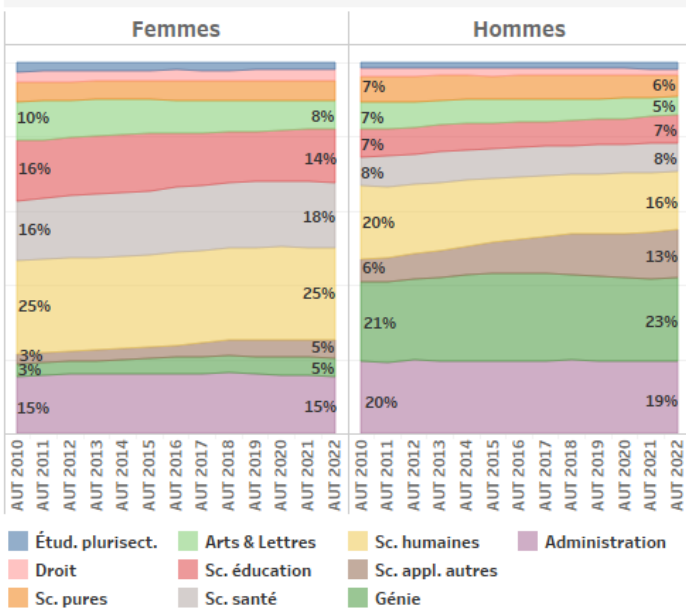 Femmes Hommes
7% 6%
10% 8% 7% 5%
16% 14% 7% 7%
16% 18% 8% 8%
25% 25% 20% 16%
3% 5% 6% 13%
3% 5% 21% 23%
15% 15% 20% 19%
AUT 2010 AUT 2011 AUT 2012 AUT 2013 AUT 2014 AUT 2015 AUT 2016 AUT 2017 AUT 2018 AUT 2019 AUT 2020 AUT 2021 AUT 2022 AUT 2010 AUT 2011 AUT 2012 AUT 2013 AUT 2014 AUT 2015 AUT 2016 AUT 2017 AUT 2018 AUT 2019 AUT 2020 AUT 2021 AUT 2022
Étud. plurisect. Arts & Lettres Sc. humaines Administration
Droit Sc. éducation Sc. appl. autres
Sc. pures Sc. santé Génie